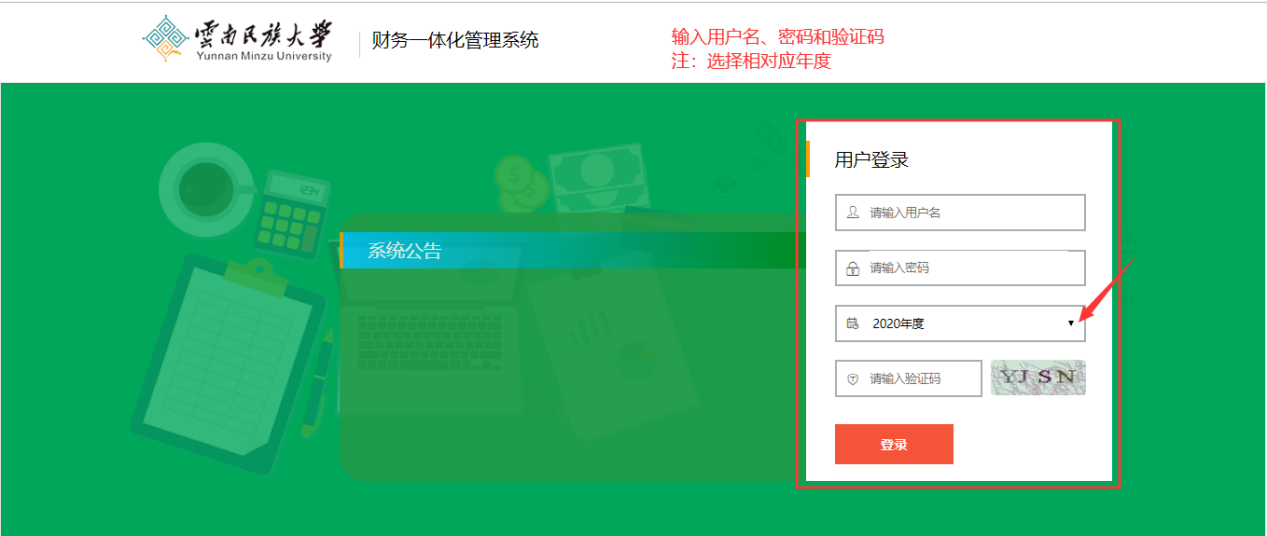 雲南民族大學
Yunnan Minzu University
财务一体化管理系统
输入用户名、密码和验证码
注：选择相对应年度
1234
系统公告
用户登录
请输入用户名
请输入密码
2020年度
请输入验证码
YJSN
登录